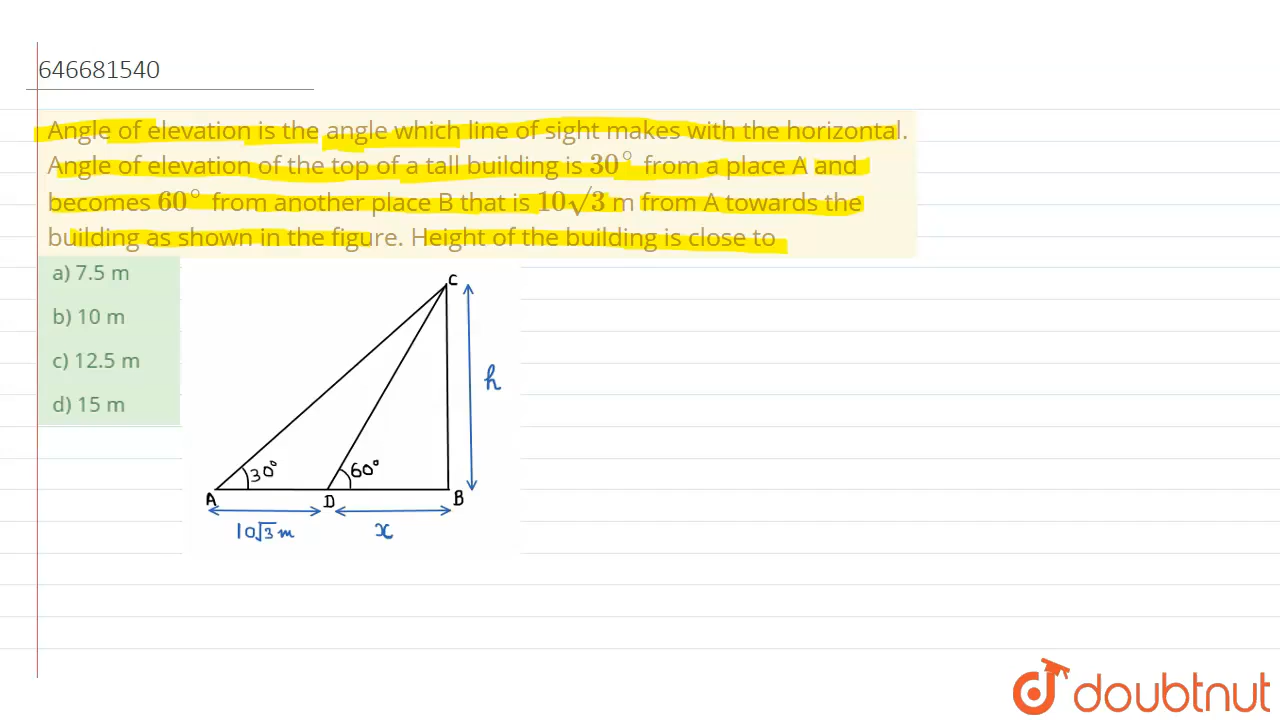 646681540
Angle of elevation is the angle which line of sight makes with the horizontal.
Angle of elevation of the top of a tall building is 30° from a place A and
becomes 60° from another place B that is 10√3 m from A towards the
building as shown in the figure. Height of the building is close to
a) 7.5 m
b) 10 m
c) 12.5 m
d) 15 m
C
h
30°
60°
A
D
B
10√3 m
x
doubtnut